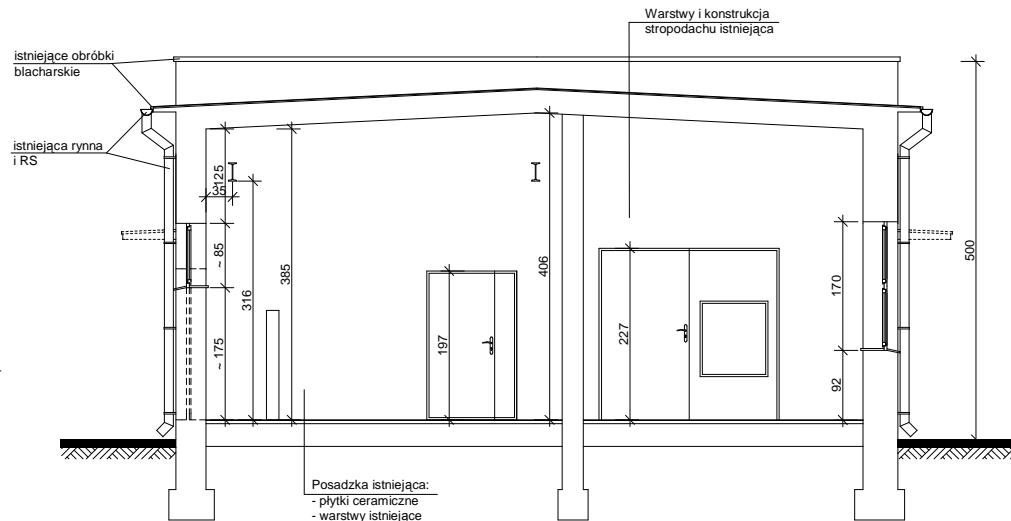 Warstwy i konstrukcja
stropodachu istniejąca
istniejące obróbki
blacharskie
istniejąca rynna
i RS
125
35
~ 85
~ 175
316
385
197
406
227
170
92
500
Posadzka istniejąca:
- płytki ceramiczne
- warstwy istniejące